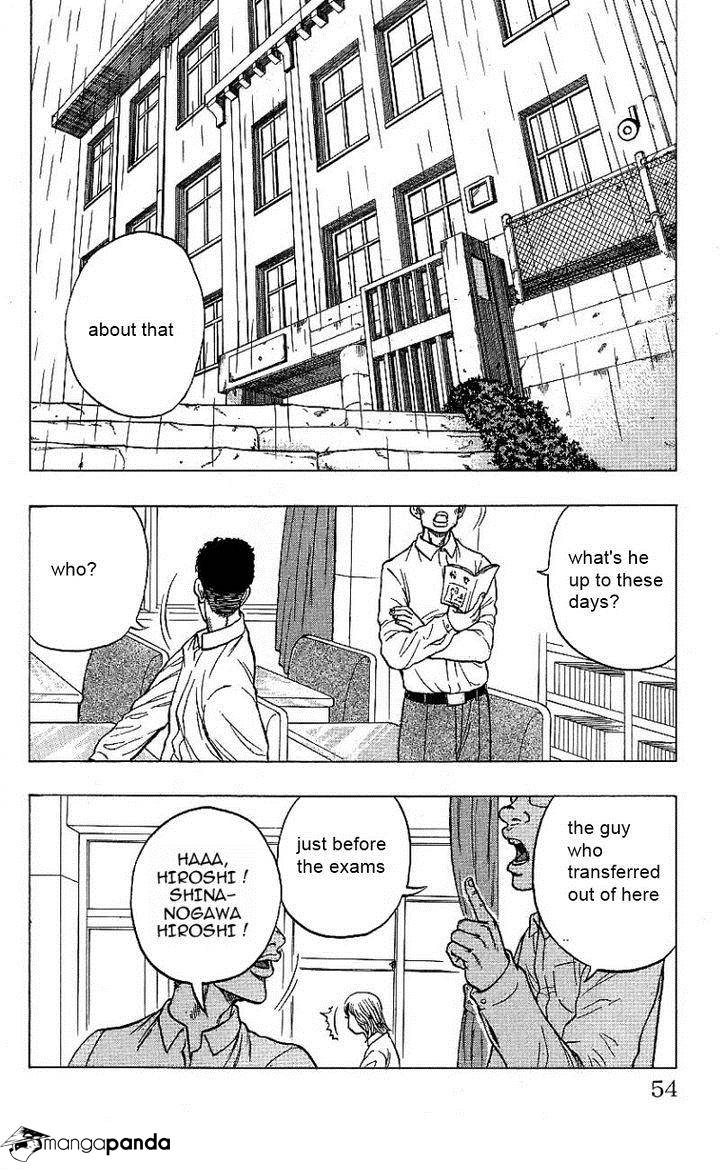 about that
what's he
up to these
days?
who?
the guy
who
transferred
out of here
just before
the exams
HAAA,
HIROSHI !
SHINA-
NOGAWA
HIROSHI !
54
mangapanda